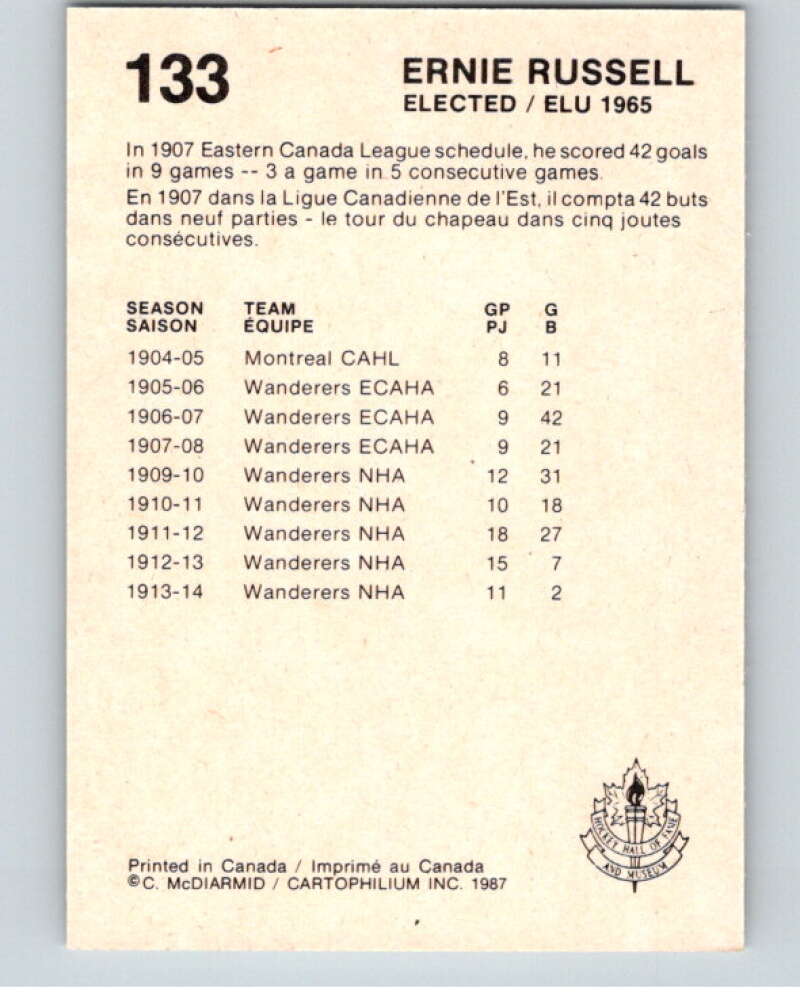 133
ERNIE RUSSELL
ELECTED / ELU 1965
In 1907 Eastern Canada League schedule, he scored 42 goals
in 9 games -- 3 a game in 5 consecutive games.
En 1907 dans la Ligue Canadienne de l'Est, il compta 42 buts
dans neuf parties - le tour du chapeau dans cinq joutes
consécutives.
SEASON TEAM GP G
SAISON ÉQUIPE PJ B
1904-05 Montreal CAHL 8 11
1905-06 Wanderers ECAHA 6 21
1906-07 Wanderers ECAHA 9 42
1907-08 Wanderers ECAHA 9 21
1909-10 Wanderers NHA 12 31
1910-11 Wanderers NHA 10 18
1911-12 Wanderers NHA 18 27
1912-13 Wanderers NHA 15 7
1913-14 Wanderers NHA 11 2
HOCKEY HALL OF FAME
AND MUSEUM
Printed in Canada / Imprimé au Canada
©C. McDIARMID / CARTOPHILIUM INC. 1987